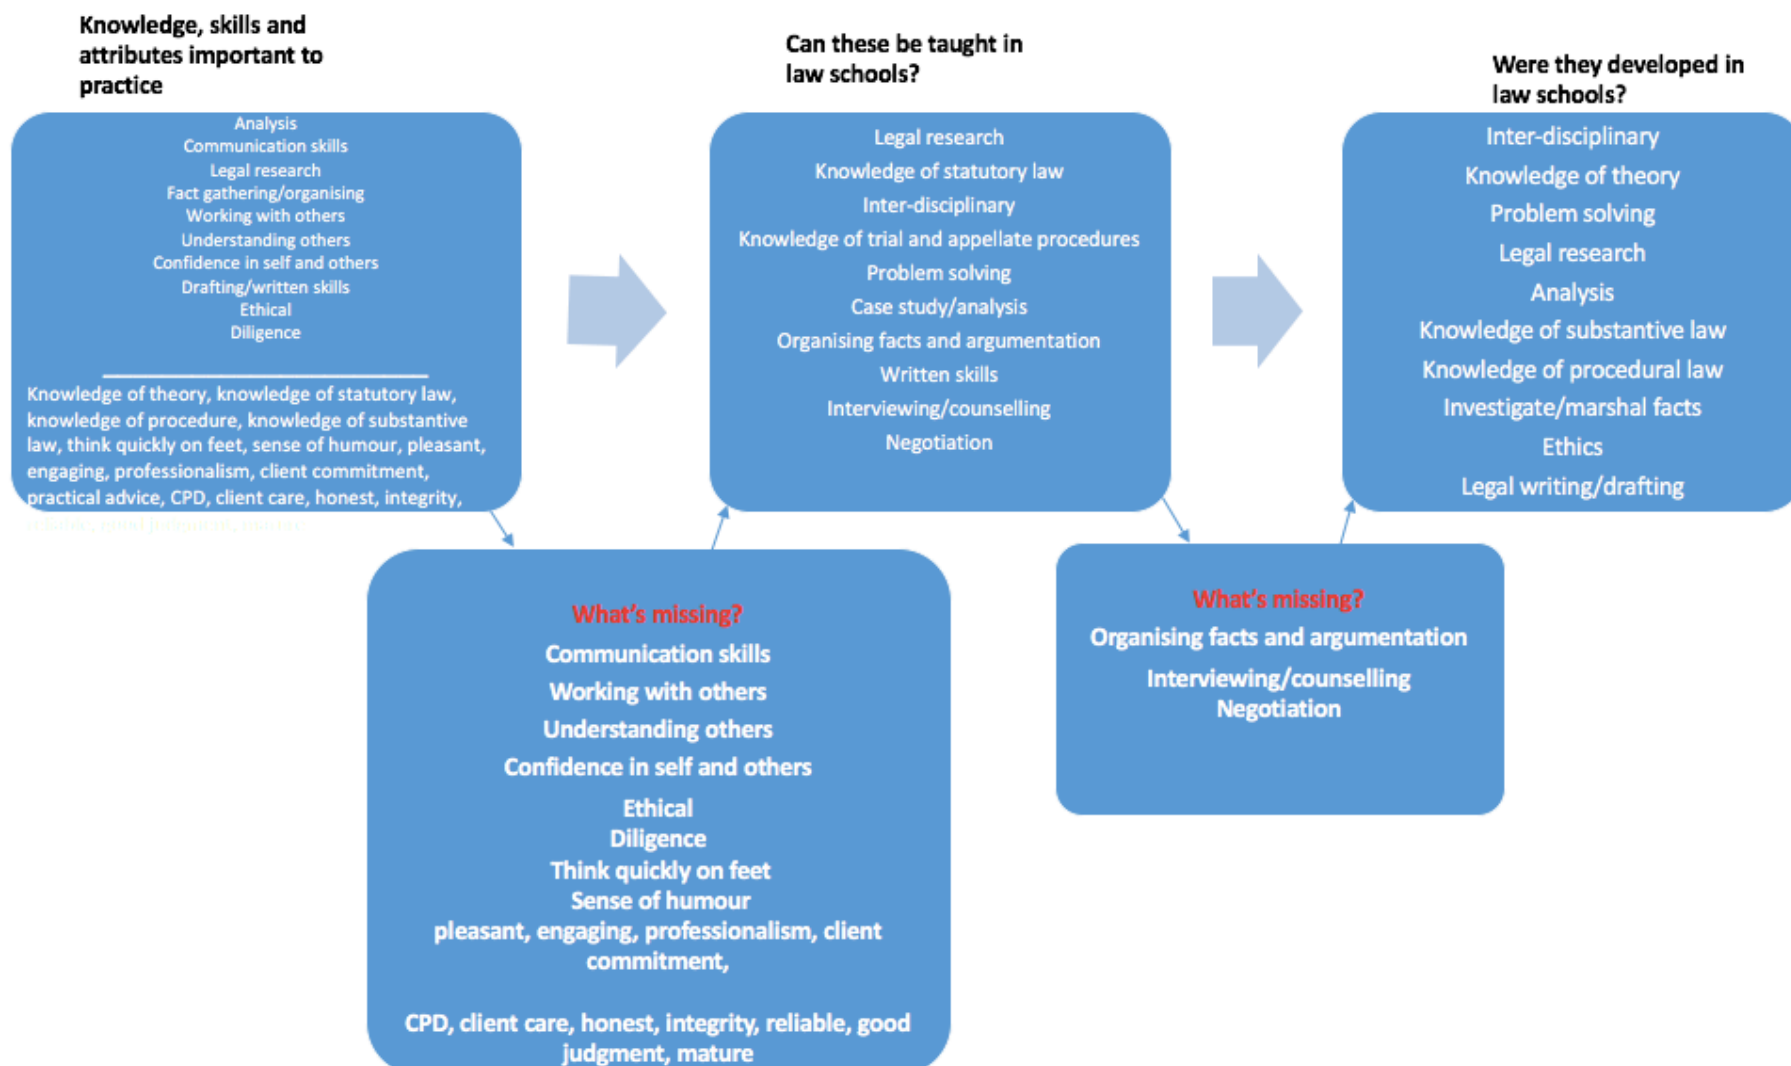 Knowledge, skills and
attributes important to
practice
Analysis
Communication skills
Legal research
Fact gathering/organising
Working with others
Understanding others
Confidence in self and others
Drafting/written skills
Ethical
Diligence
Knowledge of theory, knowledge of statutory law,
knowledge of procedure, knowledge of substantive
law, think quickly on feet, sense of humour, pleasant,
engaging, professionalism, client commitment,
practical advice, CPD, client care, honest, integrity,
reliable, good judgment, mature
What's missing?
Communication skills
Working with others
Understanding others
Confidence in self and others
Ethical
Diligence
Think quickly on feet
Sense of humour
pleasant, engaging, professionalism, client
commitment,
CPD, client care, honest, integrity, reliable, good
judgment, mature
Can these be taught in
law schools?
Legal research
Knowledge of statutory law
Inter-disciplinary
Knowledge of trial and appellate procedures
Problem solving
Case study/analysis
Organising facts and argumentation
Written skills
Interviewing/counselling
Negotiation
What's missing?
Organising facts and argumentation
Interviewing/counselling
Negotiation
Were they developed in
law schools?
Inter-disciplinary
Knowledge of theory
Problem solving
Legal research
Analysis
Knowledge of substantive law
Knowledge of procedural law
Investigate/marshal facts
Ethics
Legal writing/drafting